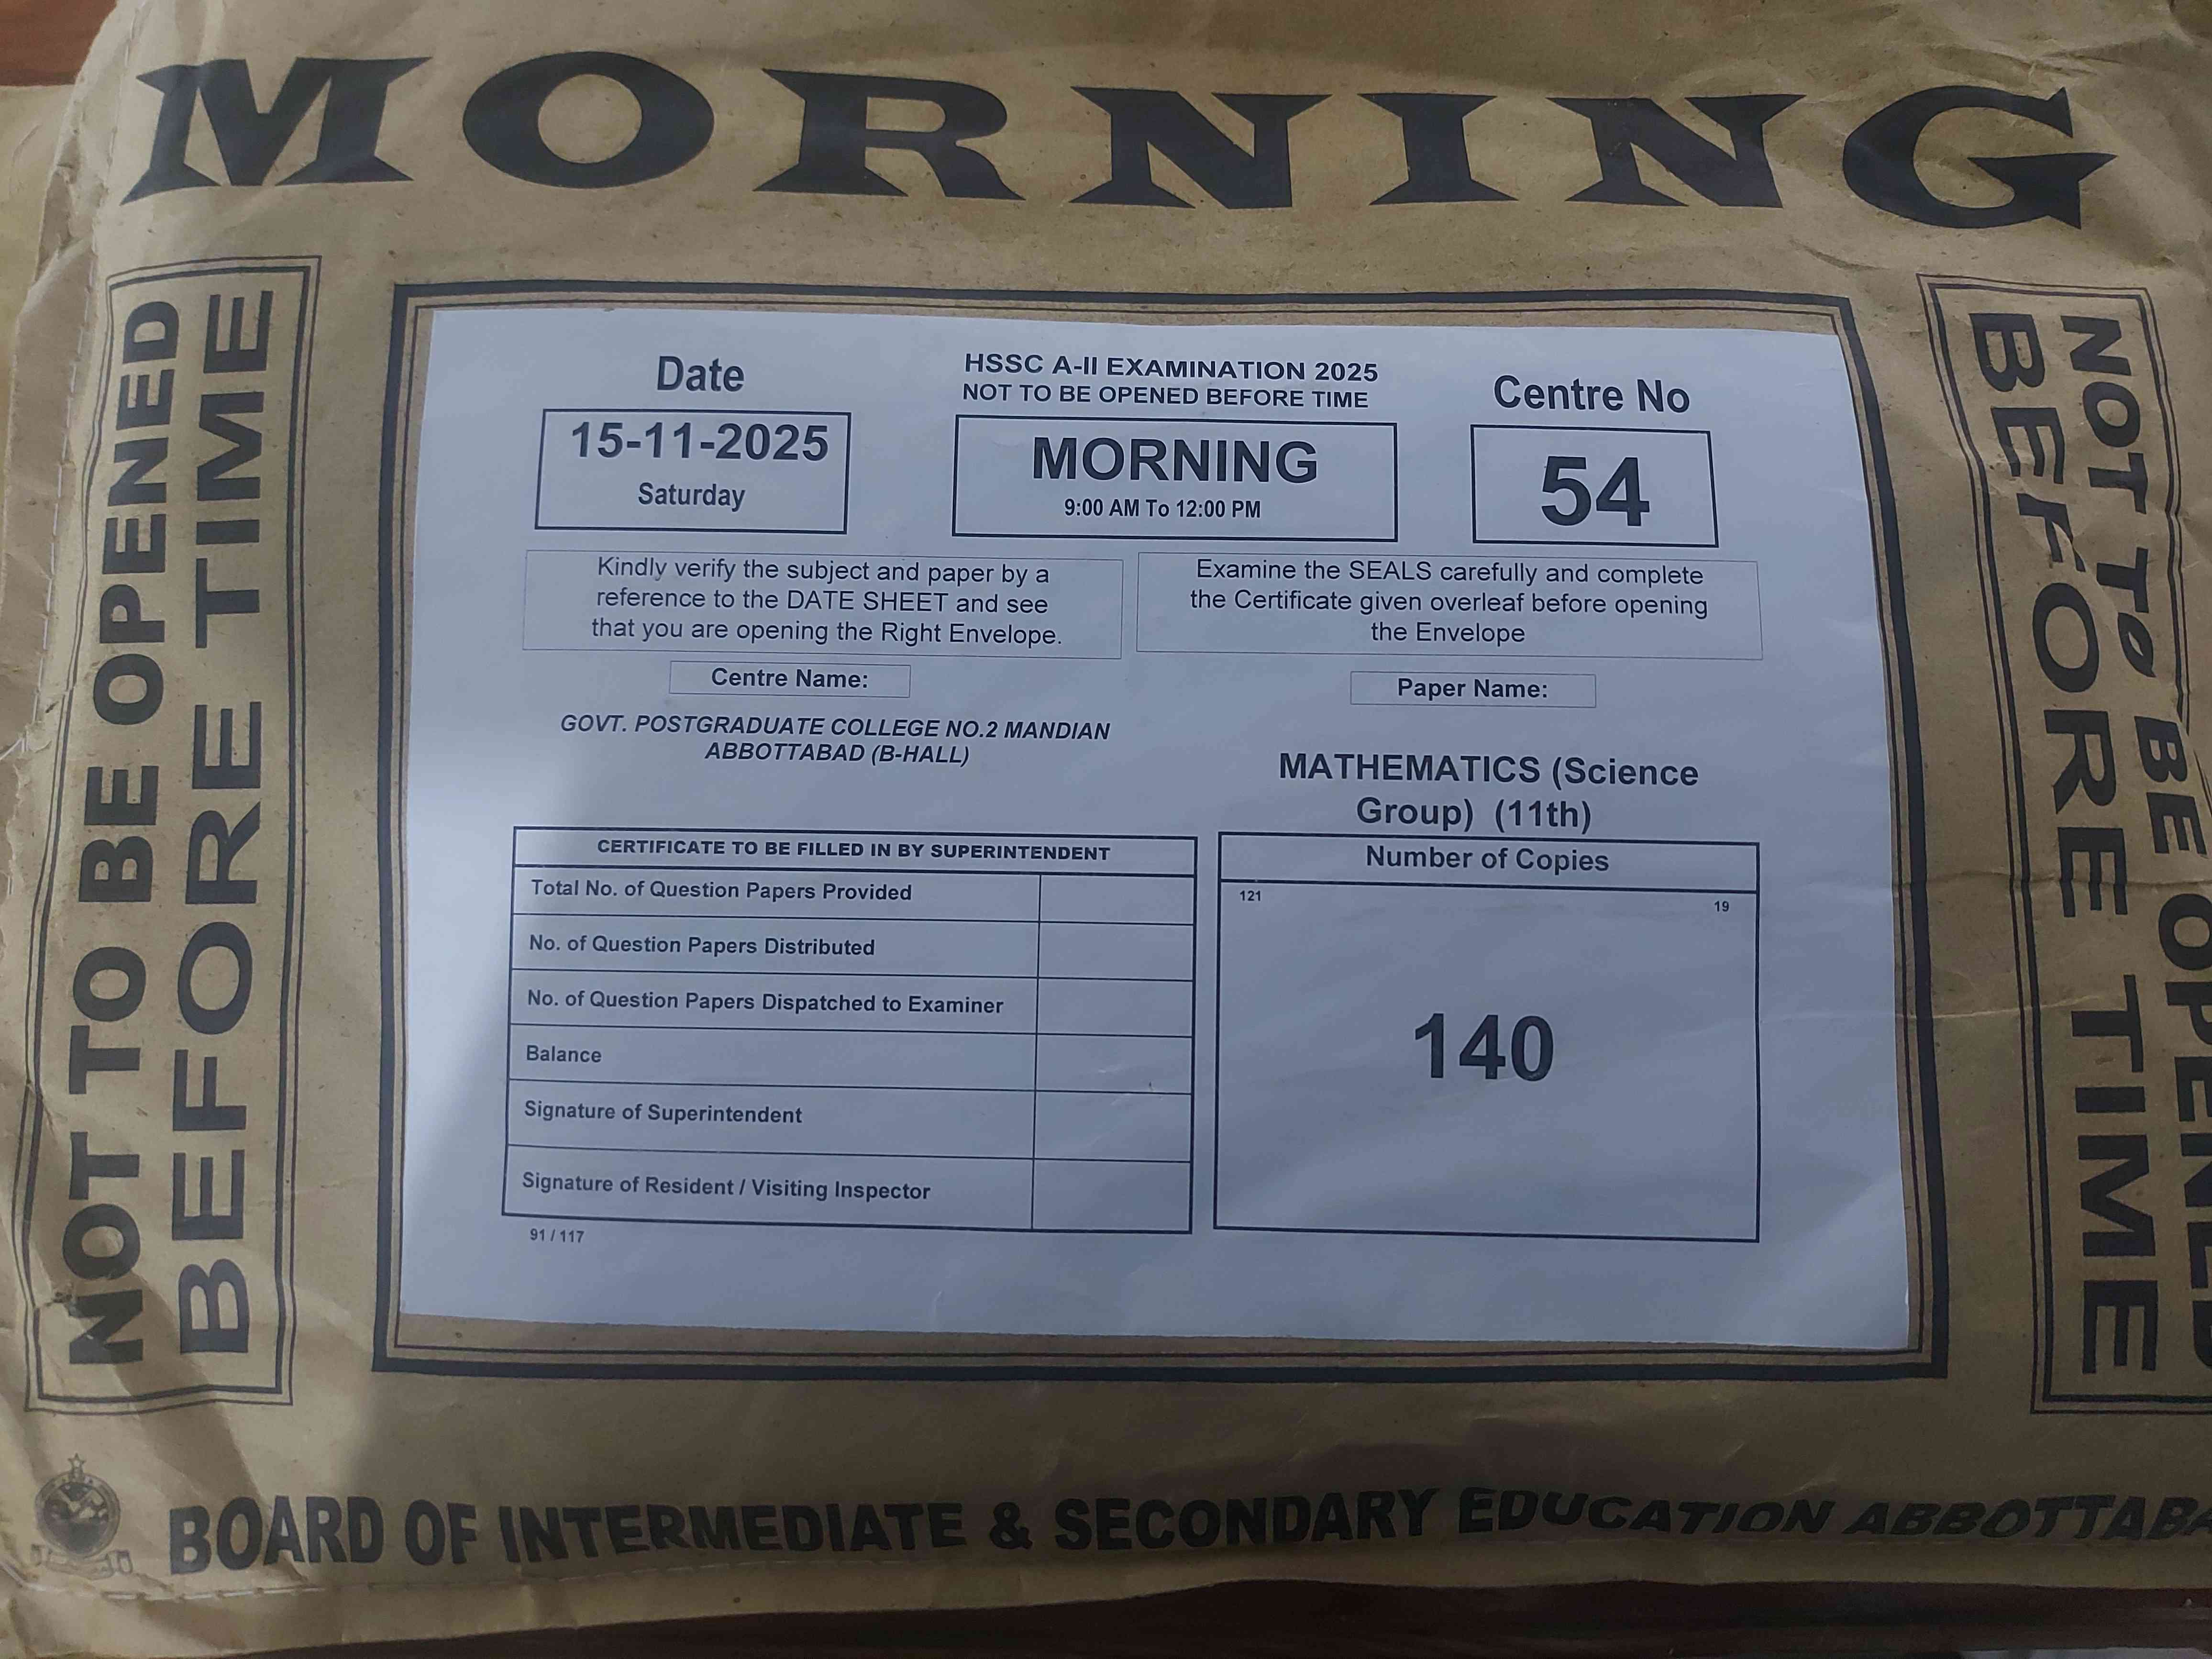 MORNING
NOT TO BE OPENED
BEFORE TIME
Date
15-11-2025
Saturday
HSSC A-II EXAMINATION 2025
NOT TO BE OPENED BEFORE TIME
MORNING
9:00 AM To 12:00 PM
Centre No
54
Kindly verify the subject and paper by a
reference to the DATE SHEET and see
that you are opening the Right Envelope.
Examine the SEALS carefully and complete
the Certificate given overleaf before opening
the Envelope
Centre Name:
GOVT. POSTGRADUATE COLLEGE NO.2 MANDIAN
ABBOTTABAD (B-HALL)
Paper Name:
MATHEMATICS (Science
Group) (11th)
CERTIFICATE TO BE FILLED IN BY SUPERINTENDENT
Total No. of Question Papers Provided
No. of Question Papers Distributed
No. of Question Papers Dispatched to Examiner
Balance
Signature of Superintendent
Signature of Resident / Visiting Inspector
91 / 117
Number of Copies
121
19
140
NOT TO BE OPENED
BEFORE TIME
BOARD OF INTERMEDIATE & SECONDARY EDUCATION ABBOTTABA